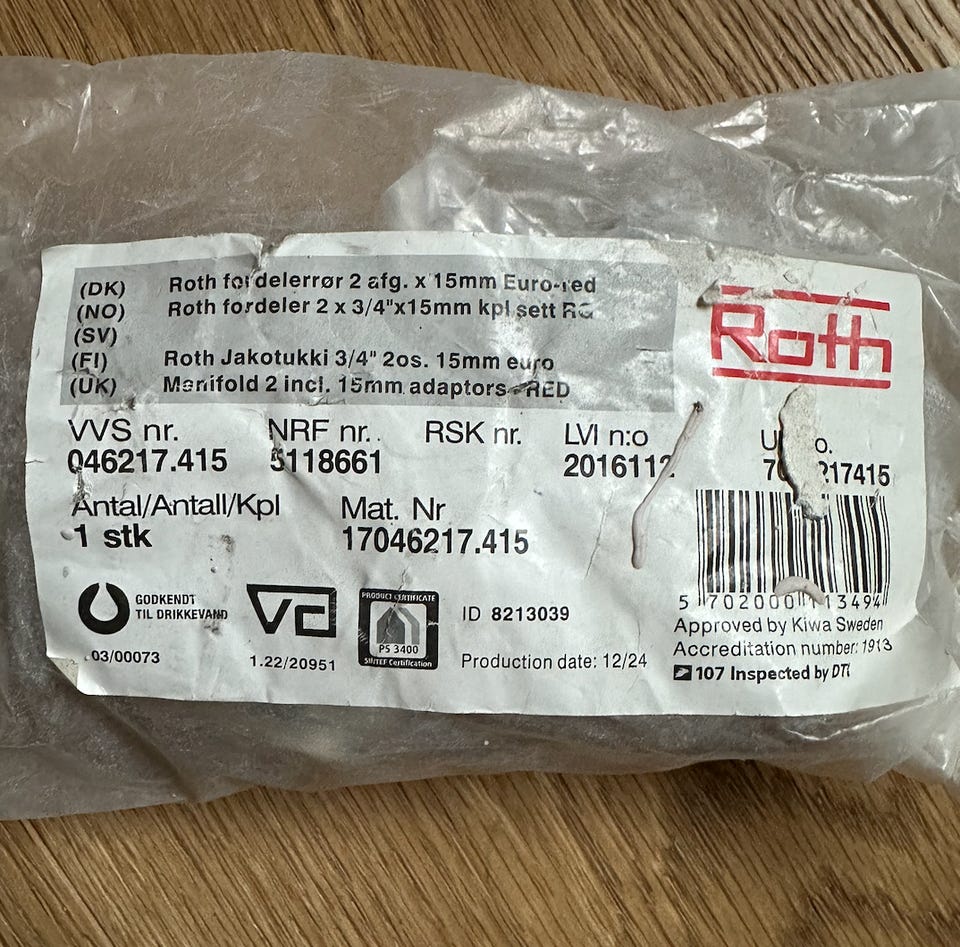 (DK) Roth fordelerrør 2 afg. x 15mm Euro-red
(NO) Roth fordeler 2 x 3/4"x15mm kpl sett
(SV)
(FI) Roth Jakotukki 3/4" 2os. 15mm euro
(UK) Manifold 2 incl. 15mm adaptors - RED
Roth
VVS nr. NRF nr. RSK nr. LVI n:o
046217.415 5118661
Antal/Antall/Kpl Mat. Nr
1 stk 17046217.415
GODKENDT
TIL DRIKKEVAND
03/00073
VA
1.22/20951
PRODUCT CERTIFICATE
PS 3400
SINTEF Certification
ID 8213039
Production date: 12/24
5 702000 113494
Approved by Kiwa Sweden
Accreditation number: 1913
107 Inspected by DTI